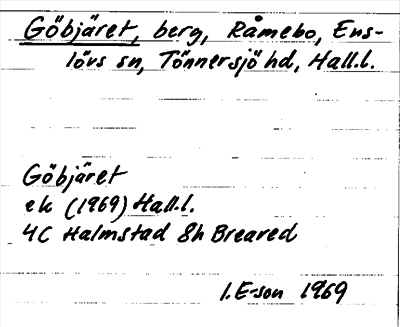 Göbjäret, berg, Råmebo, Ens-
lövs sn, Tönnersjö hd, Hall.l.
Göbjäret
ek (1969) Hall.l.
4C Halmstad 8h Breared
I.E-son 1969